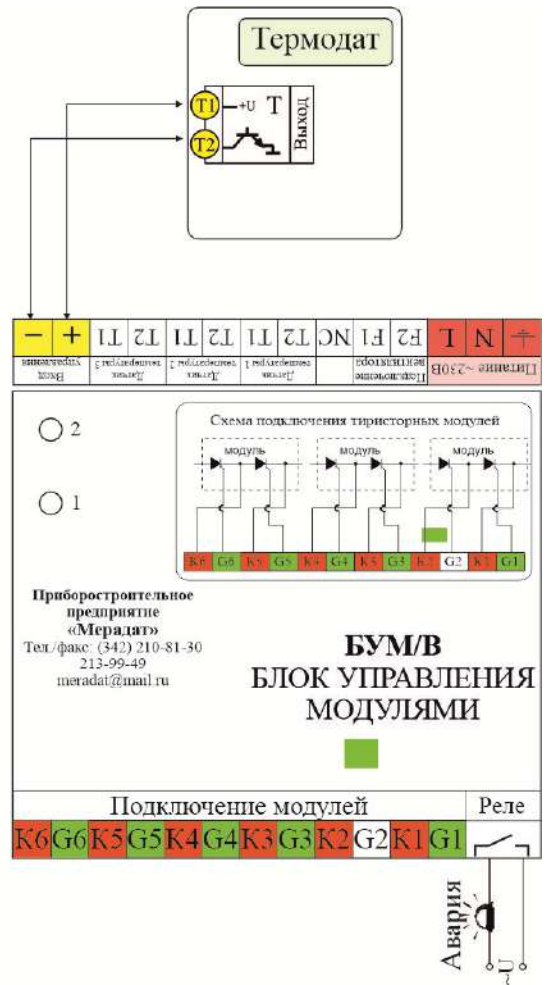 Термодат
T1
+U
T
T2
Выход
− + T1 T2 T1 T2 T1 T2 NC F1 F2 L N
Вход управления
Датчик температуры 3
Датчик температуры 2
Датчик температуры 1
Подключение вентилятора
Питание ~230В
2
1
Схема подключения тиристорных модулей
модуль модуль модуль
K6 G6 K5 G5 K4 G4 K3 G3 K2 G2 K1 G1
Приборостроительное
предприятие
«Мерадат»
Тел./факс: (342) 210-81-30
213-99-49
meradat@mail.ru
БУМ/В
БЛОК УПРАВЛЕНИЯ
МОДУЛЯМИ
Подключение модулей
Реле
K6 G6 K5 G5 K4 G4 K3 G3 K2 G2 K1 G1
Авария
~U